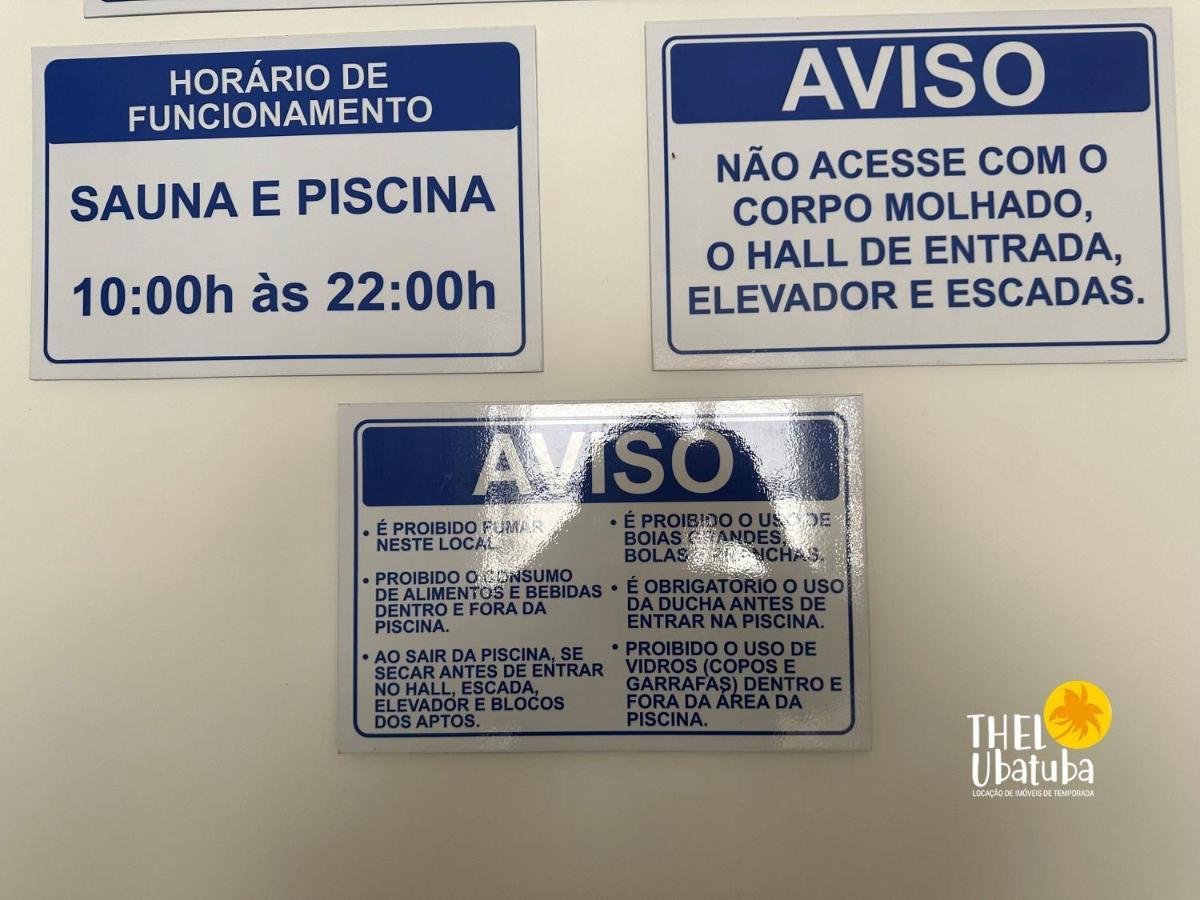 HORÁRIO DE
FUNCIONAMENTO
SAUNA E PISCINA
10:00h às 22:00h
AVISO
NÃO ACESSE COM O
CORPO MOLHADO,
O HALL DE ENTRADA,
ELEVADOR E ESCADAS.
AVISO
• É PROIBIDO FUMAR
NESTE LOCAL.
• PROIBIDO O CONSUMO
DE ALIMENTOS E BEBIDAS
DENTRO E FORA DA
PISCINA.
• AO SAIR DA PISCINA, SE
SECAR ANTES DE ENTRAR
NO HALL, ESCADA,
ELEVADOR E BLOCOS
DOS APTOS.
• É PROIBIDO O USO DE
BOIAS GRANDES,
BOLAS E PRANCHAS.
• É OBRIGATORIO O USO
DA DUCHA ANTES DE
ENTRAR NA PISCINA.
• PROIBIDO O USO DE
VIDROS (COPOS E
GARRAFAS) DENTRO E
FORA DA ÁREA DA
PISCINA.
THEL
Ubatuba
LOCAÇÃO DE IMÓVEIS DE TEMPORADA